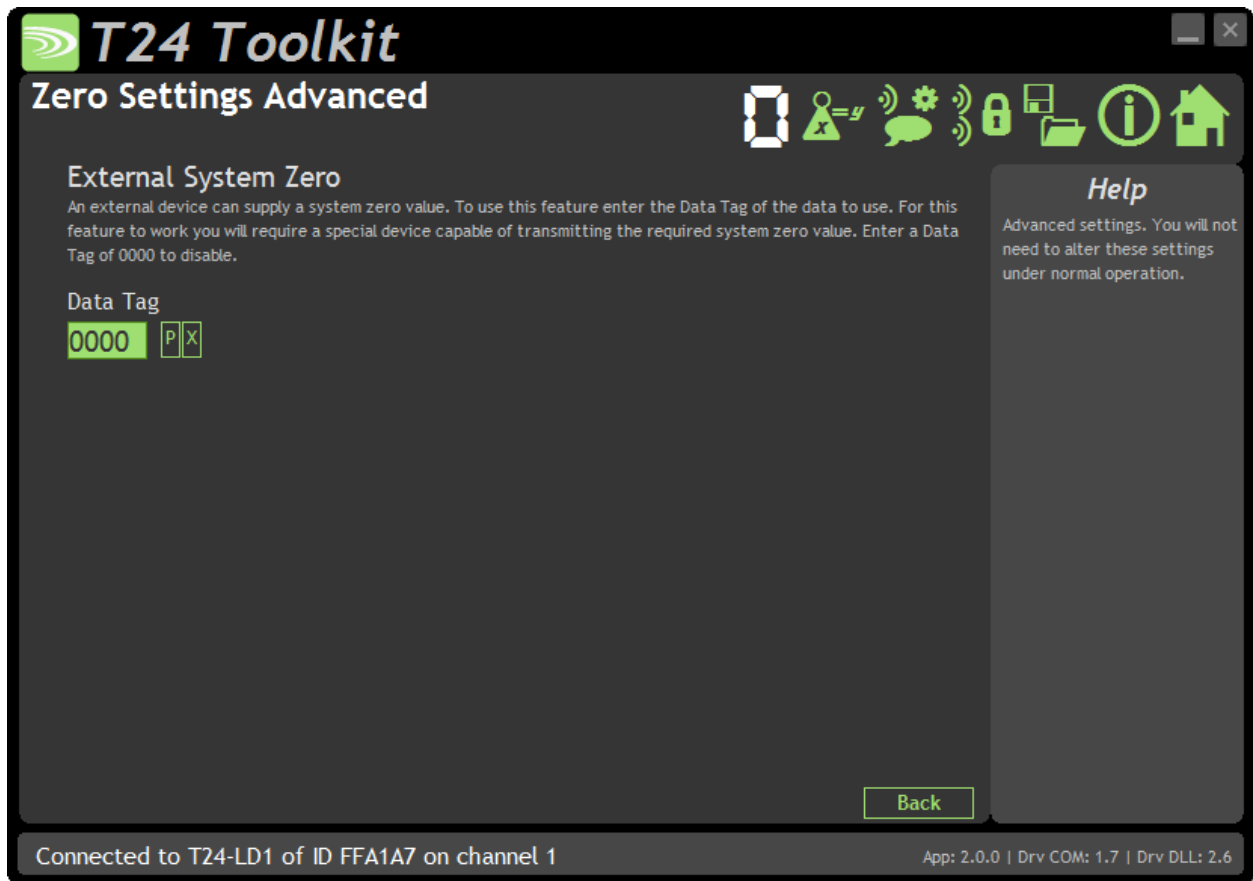 T24 Toolkit
Zero Settings Advanced
0 x=y
External System Zero
An external device can supply a system zero value. To use this feature enter the Data Tag of the data to use. For this
feature to work you will require a special device capable of transmitting the required system zero value. Enter a Data
Tag of 0000 to disable.
Data Tag
0000 P X
Help
Advanced settings. You will not
need to alter these settings
under normal operation.
Back
Connected to T24-LD1 of ID FFA1A7 on channel 1
App: 2.0.0 | Drv COM: 1.7 | Drv DLL: 2.6